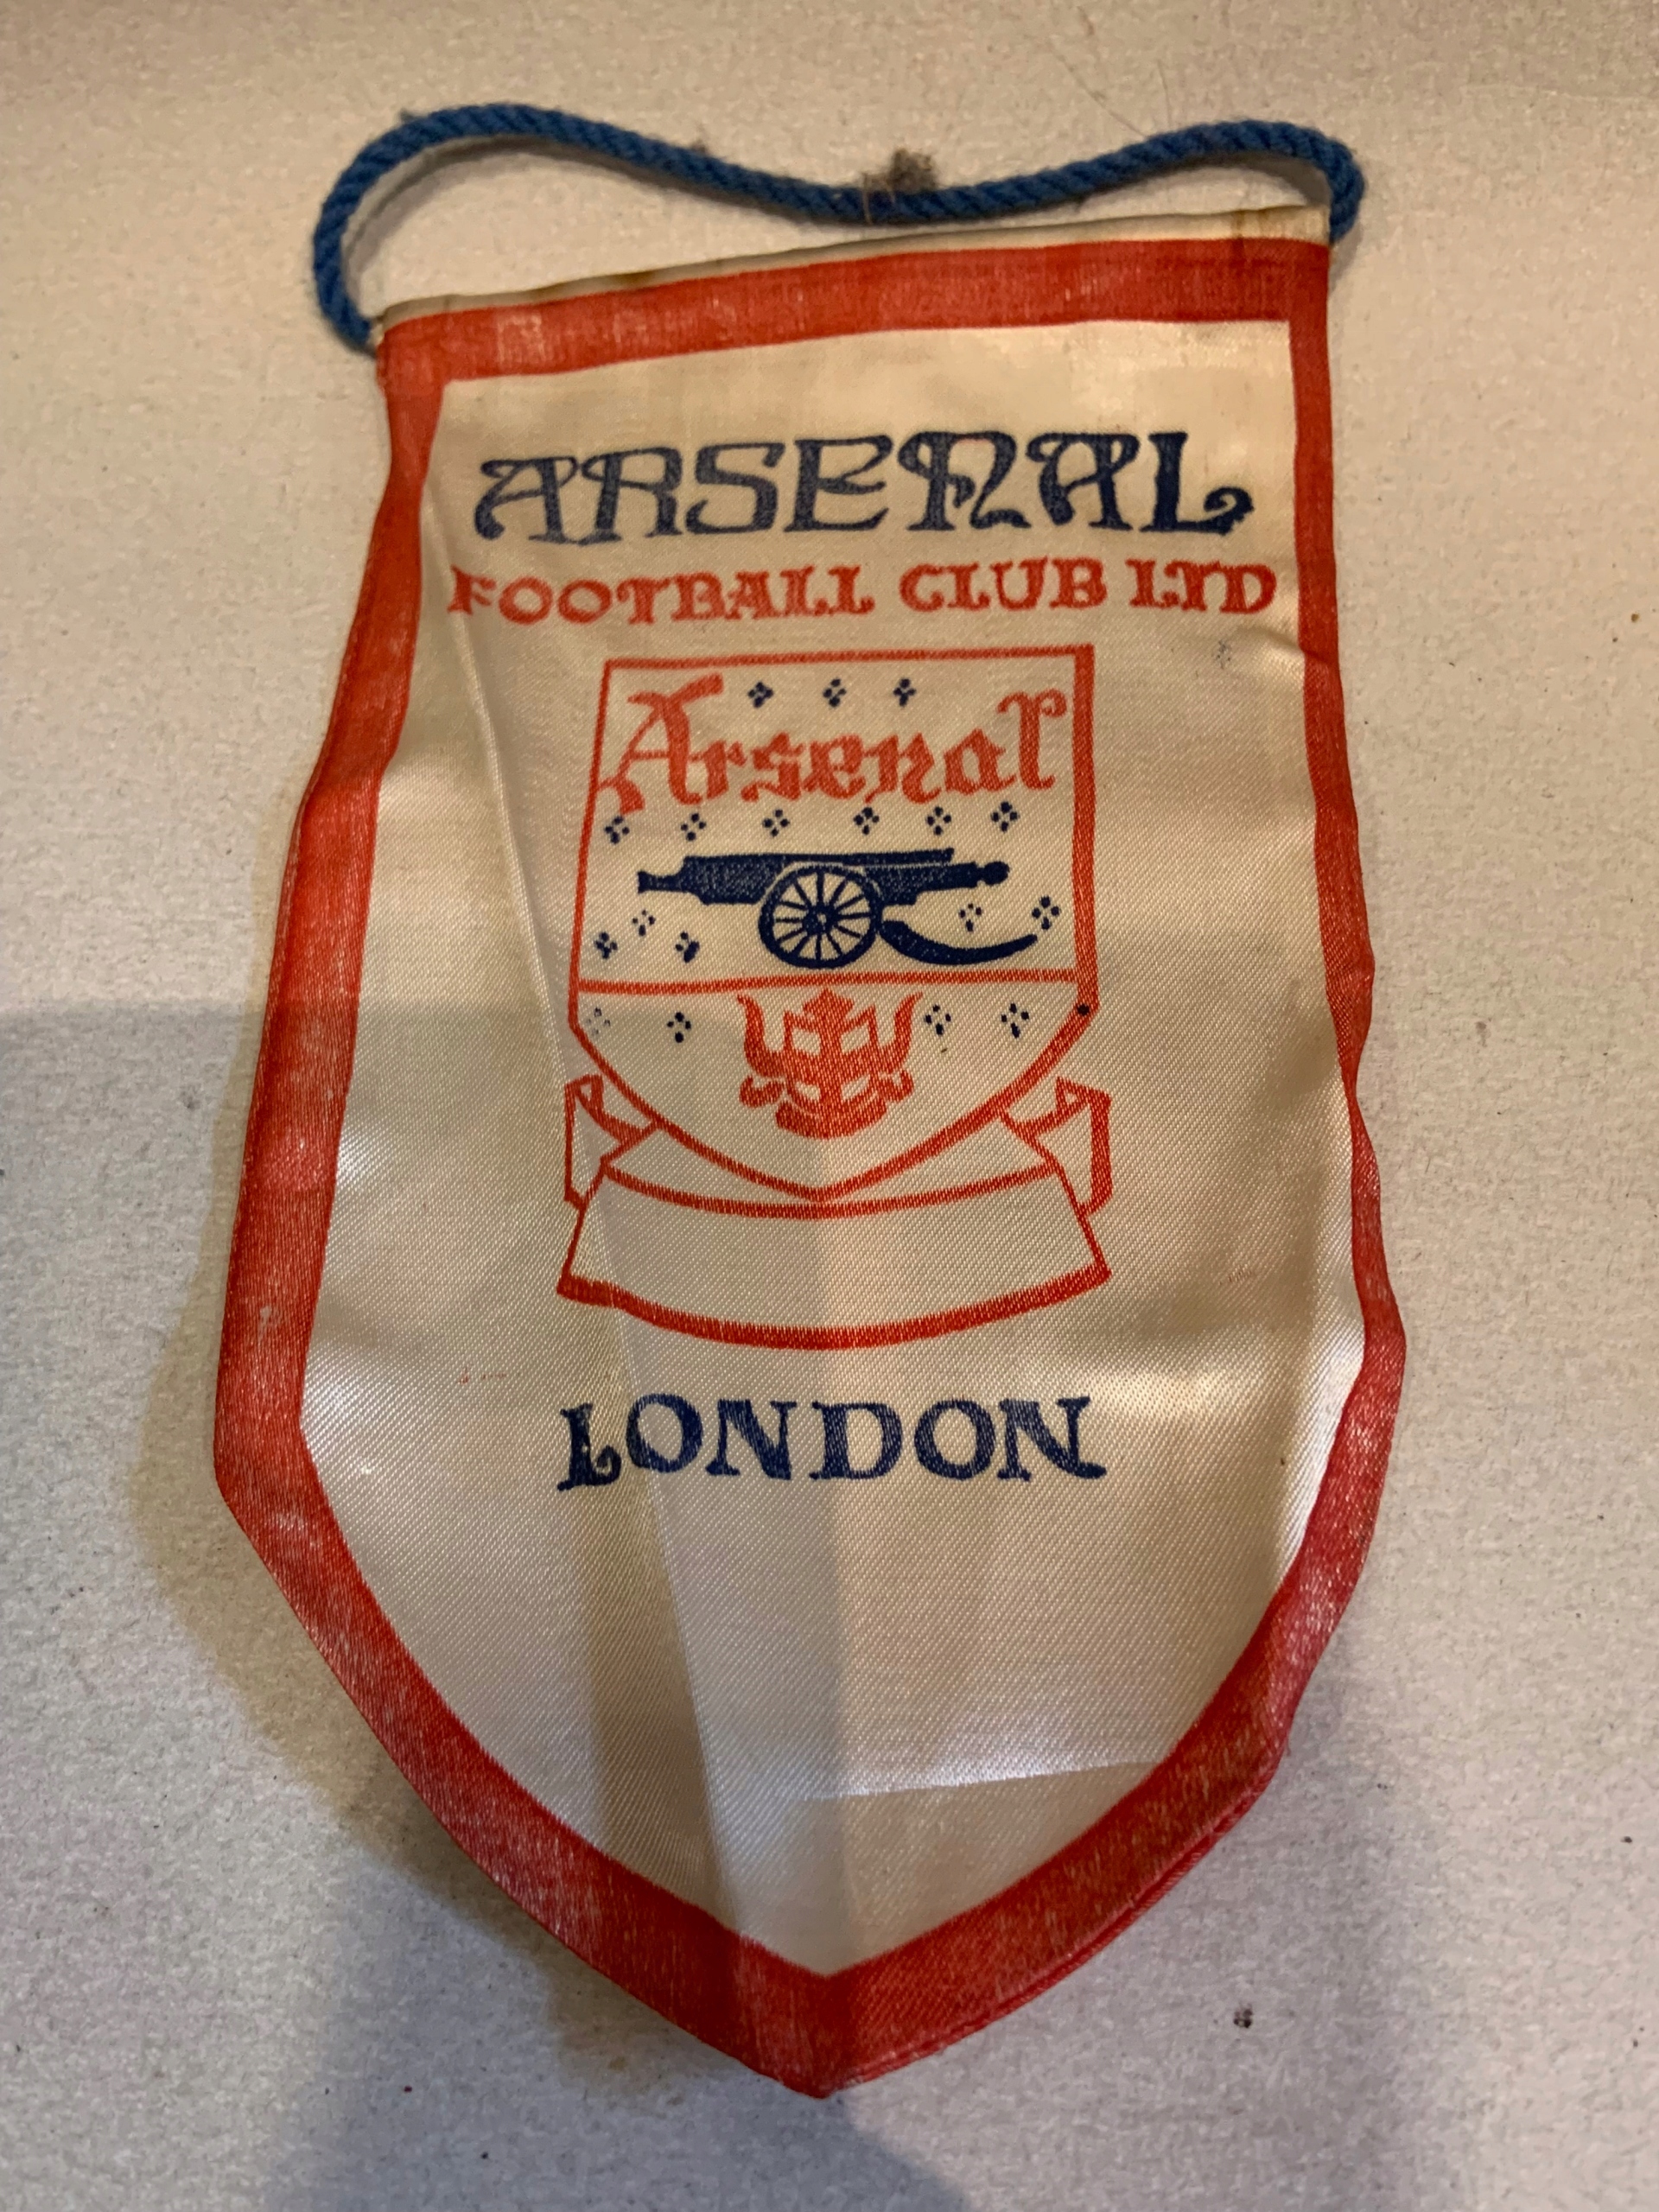 ARSENAL
FOOTBALL CLUB LTD
Arsenal
LONDON